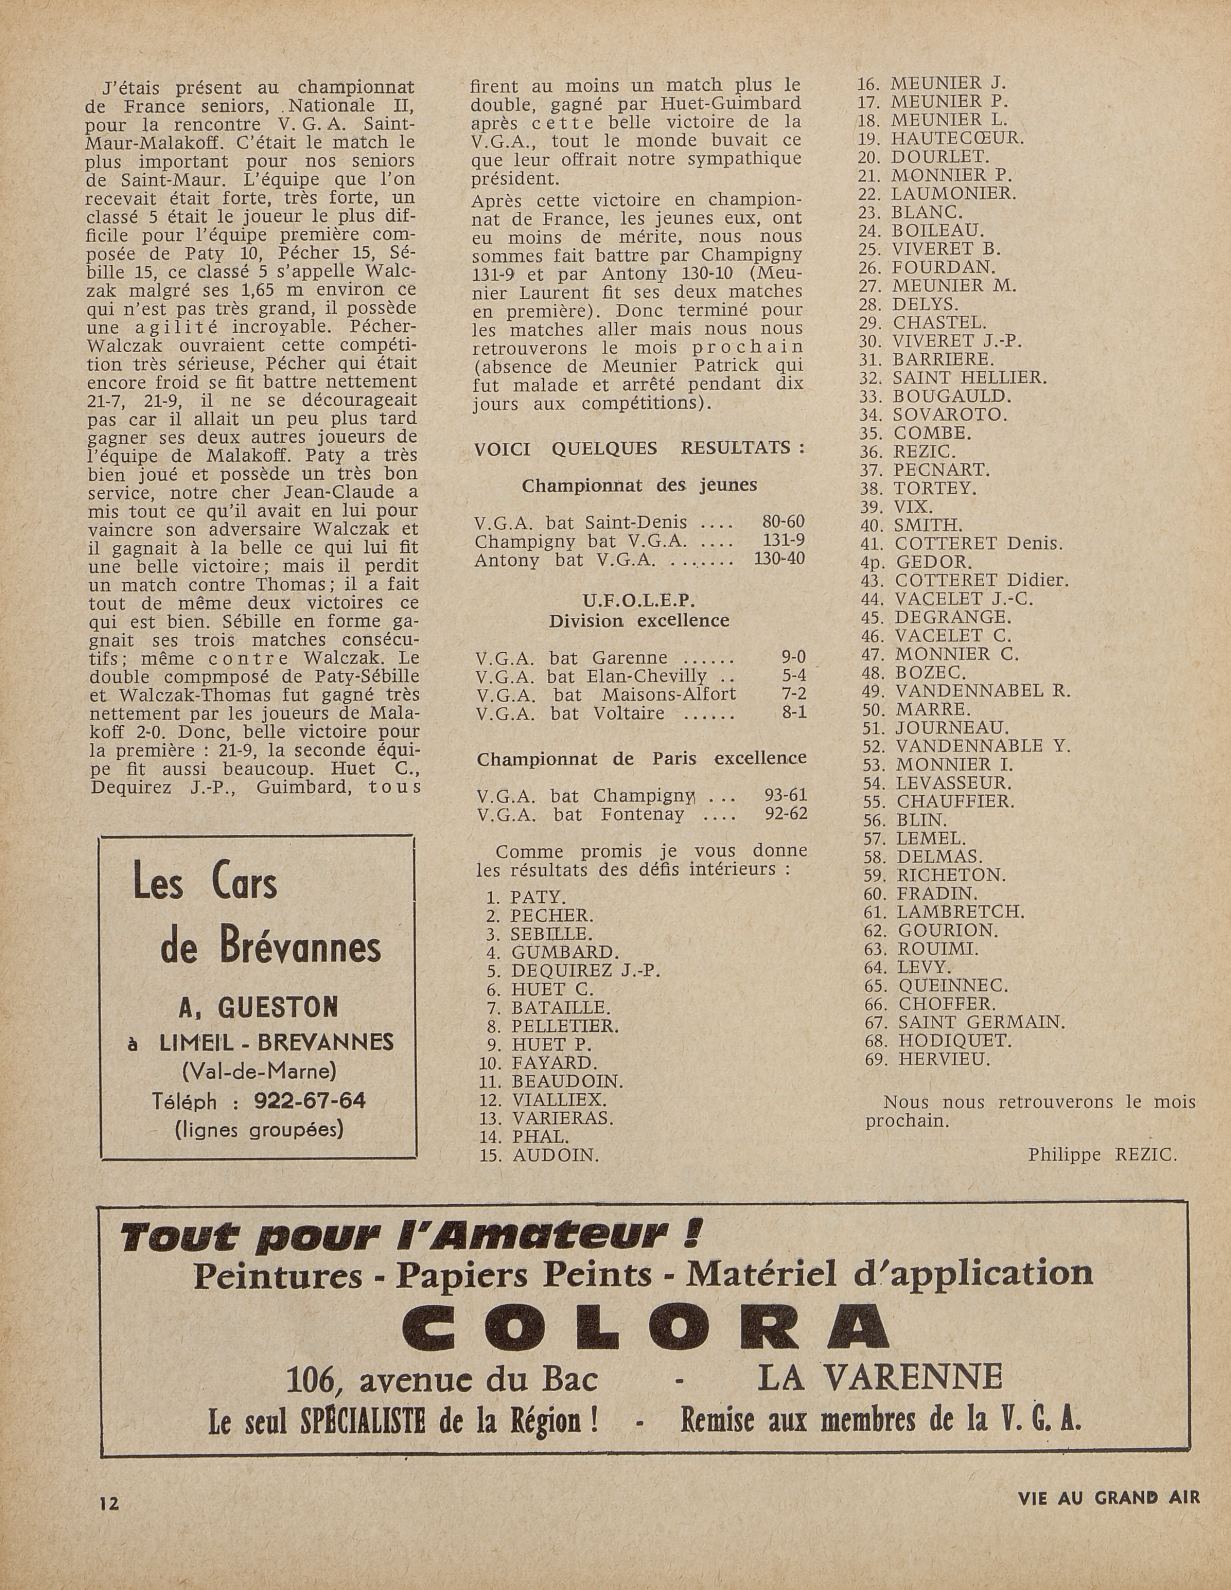 J'étais présent au championnat
de France seniors, Nationale II,
pour la rencontre V. G. A. Saint-
Maur-Malakoff. C'était le match le
plus important pour nos seniors
de Saint-Maur. L'équipe que l'on
recevait était forte, très forte, un
classé 5 était le joueur le plus dif-
ficile pour l'équipe première com-
posée de Paty 10, Pécher 15, Sé-
bille 15, ce classé 5 s'appelle Walc-
zak malgré ses 1,65 m environ ce
qui n'est pas très grand, il possède
une agilité incroyable. Pécher-
Walczak ouvraient cette compéti-
tion très sérieuse, Pécher qui était
encore froid se fit battre nettement
21-7, 21-9, il ne se décourageait
pas car il allait un peu plus tard
gagner ses deux autres joueurs de
l'équipe de Malakoff. Paty a très
bien joué et possède un très bon
service, notre cher Jean-Claude a
mis tout ce qu'il avait en lui pour
vaincre son adversaire Walczak et
il gagnait à la belle ce qui lui fit
une belle victoire; mais il perdit
un match contre Thomas; il a fait
tout de même deux victoires ce
qui est bien. Sébille en forme ga-
gnait ses trois matches consécu-
tifs; même contre Walczak. Le
double compmposé de Paty-Sébille
et Walczak-Thomas fut gagné très
nettement par les joueurs de Mala-
koff 2-0. Donc, belle victoire pour
la première : 21-9, la seconde équi-
pe fit aussi beaucoup. Huet C.,
Dequirez J.-P., Guimbard, tous
Les Cars
de Brévannes
A, GUESTON
à LIMEIL - BREVANNES
(Val-de-Marne)
Téléph : 922-67-64
(lignes groupées)
firent au moins un match plus le
double, gagné par Huet-Guimbard
après cette belle victoire de la
V.G.A., tout le monde buvait ce
que leur offrait notre sympathique
président.
Après cette victoire en champion-
nat de France, les jeunes eux, ont
eu moins de mérite, nous nous
sommes fait battre par Champigny
131-9 et par Antony 130-10 (Meu-
nier Laurent fit ses deux matches
en première). Donc terminé pour
les matches aller mais nous nous
retrouverons le mois prochain
(absence de Meunier Patrick qui
fut malade et arrêté pendant dix
jours aux compétitions).
VOICI QUELQUES RESULTATS :
Championnat des jeunes
V.G.A. bat Saint-Denis .... 80-60
Champigny bat V.G.A. .... 131-9
Antony bat V.G.A. ....... 130-40
U.F.O.L.E.P.
Division excellence
V.G.A. bat Garenne ...... 9-0
V.G.A. bat Elan-Chevilly .. 5-4
V.G.A. bat Maisons-Alfort 7-2
V.G.A. bat Voltaire ...... 8-1
Championnat de Paris excellence
V.G.A. bat Champigny ... 93-61
V.G.A. bat Fontenay .... 92-62
Comme promis je vous donne
les résultats des défis intérieurs :
1. PATY.
2. PECHER.
3. SEBILLE.
4. GUMBARD.
5. DEQUIREZ J.-P.
6. HUET C.
7. BATAILLE.
8. PELLETIER.
9. HUET P.
10. FAYARD.
11. BEAUDOIN.
12. VIALLIEX.
13. VARIERAS.
14. PHAL.
15. AUDOIN.
16. MEUNIER J.
17. MEUNIER P.
18. MEUNIER L.
19. HAUTECŒUR.
20. DOURLET.
21. MONNIER P.
22. LAUMONIER.
23. BLANC.
24. BOILEAU.
25. VIVERET B.
26. FOURDAN.
27. MEUNIER M.
28. DELYS.
29. CHASTEL.
30. VIVERET J.-P.
31. BARRIERE.
32. SAINT HELLIER.
33. BOUGAULD.
34. SOVAROTO.
35. COMBE.
36. REZIC.
37. PECNART.
38. TORTEY.
39. VIX.
40. SMITH.
41. COTTERET Denis.
4p. GEDOR.
43. COTTERET Didier.
44. VACELET J.-C.
45. DEGRANGE.
46. VACELET C.
47. MONNIER C.
48. BOZEC.
49. VANDENNABEL R.
50. MARRE.
51. JOURNEAU.
52. VANDENNABLE Y.
53. MONNIER I.
54. LEVASSEUR.
55. CHAUFFIER.
56. BLIN.
57. LEMEL.
58. DELMAS.
59. RICHETON.
60. FRADIN.
61. LAMBRETCH.
62. GOURION.
63. ROUIMI.
64. LEVY.
65. QUEINNEC.
66. CHOFFER.
67. SAINT GERMAIN.
68. HODIQUET.
69. HERVIEU.
Nous nous retrouverons le mois
prochain.
Philippe REZIC.
Tout pour l'Amateur !
Peintures - Papiers Peints - Matériel d'application
COLORA
106, avenue du Bac - LA VARENNE
Le seul SPÉCIALISTE de la Région ! - Remise aux membres de la V. G. A.
12
VIE AU GRAND AIR